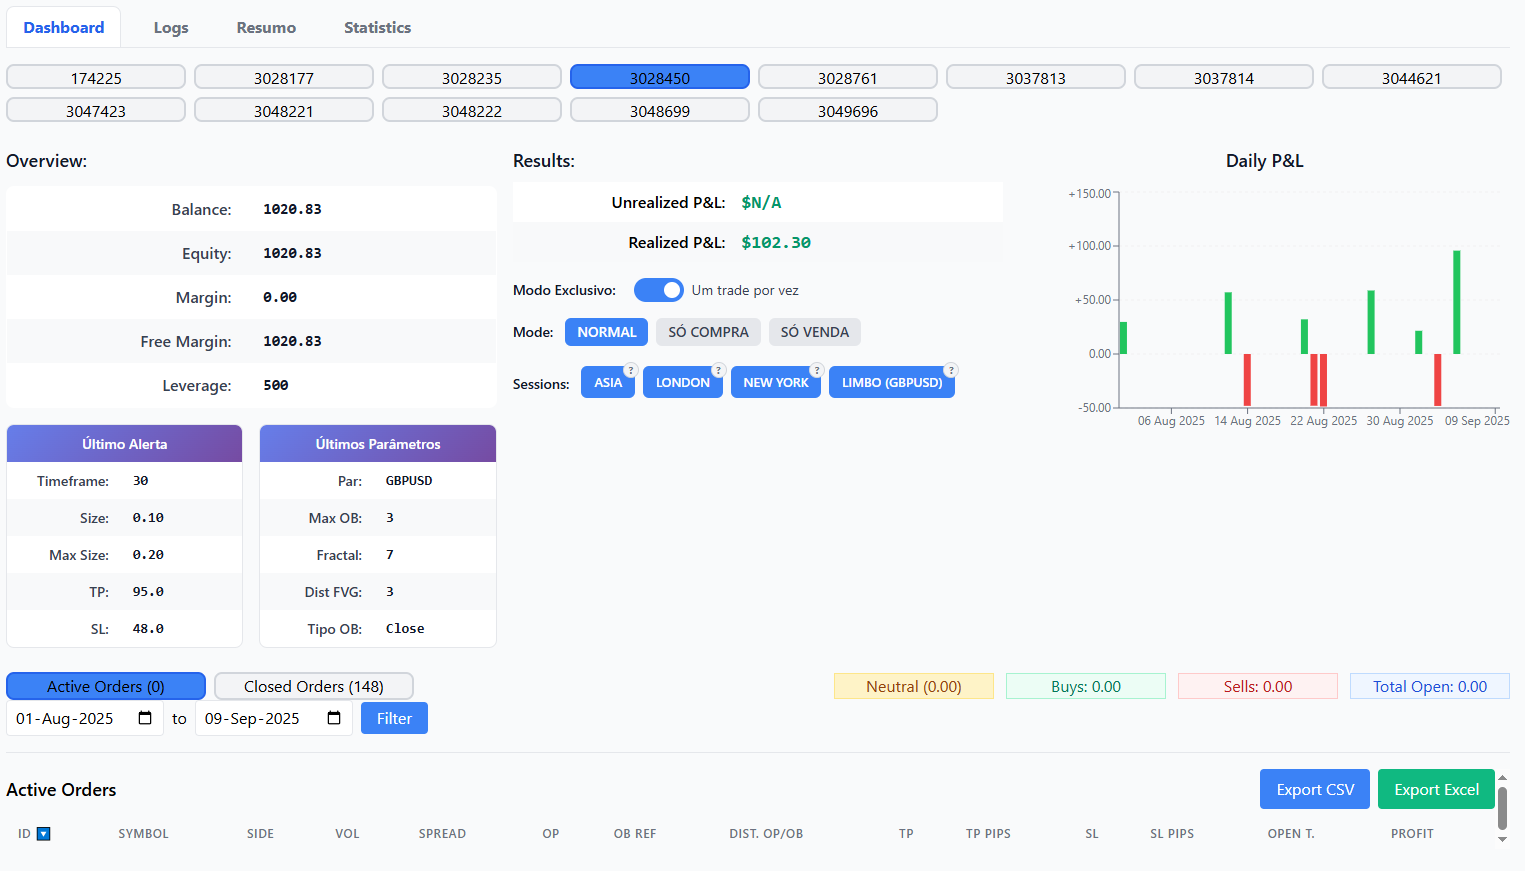 Dashboard Logs Resumo Statistics
174225 3028177 3028235 3028450 3028761 3037813 3037814 3044621
3047423 3048221 3048222 3048699 3049696
Overview:
Balance: 1020.83
Equity: 1020.83
Margin: 0.00
Free Margin: 1020.83
Leverage: 500
Results:
Unrealized P&L: $N/A
Realized P&L: $102.30
Modo Exclusivo: Um trade por vez
Mode: NORMAL SÓ COMPRA SÓ VENDA
Sessions: ASIA ? LONDON ? NEW YORK ? LIMBO (GBPUSD) ?
Daily P&L
+150.00
+100.00
+50.00
0.00
-50.00
06 Aug 2025 14 Aug 2025 22 Aug 2025 30 Aug 2025 09 Sep 2025
Último Alerta
Timeframe: 30
Size: 0.10
Max Size: 0.20
TP: 95.0
SL: 48.0
Últimos Parâmetros
Par: GBPUSD
Max OB: 3
Fractal: 7
Dist FVG: 3
Tipo OB: Close
Active Orders (0) Closed Orders (148) Neutral (0.00) Buys: 0.00 Sells: 0.00 Total Open: 0.00
01-Aug-2025 to 09-Sep-2025 Filter
Active Orders Export CSV Export Excel
ID SYMBOL SIDE VOL SPREAD OP OB REF DIST. OP/OB TP TP PIPS SL SL PIPS OPEN T. PROFIT